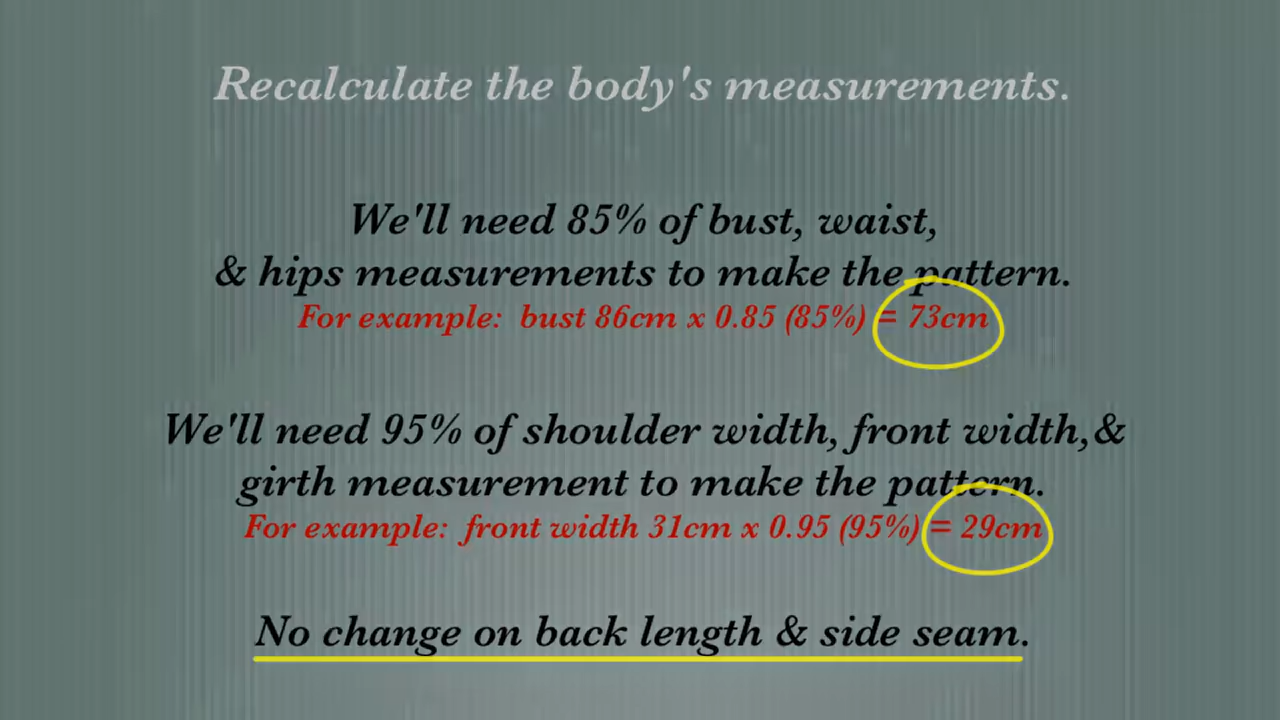 Recalculate the body's measurements.
We'll need 85% of bust, waist,
& hips measurements to make the pattern.
For example:  bust 86cm x 0.85 (85%) = 73cm
We'll need 95% of shoulder width, front width,&
girth measurement to make the pattern.
For example:  front width 31cm x 0.95 (95%) = 29cm
No change on back length & side seam.